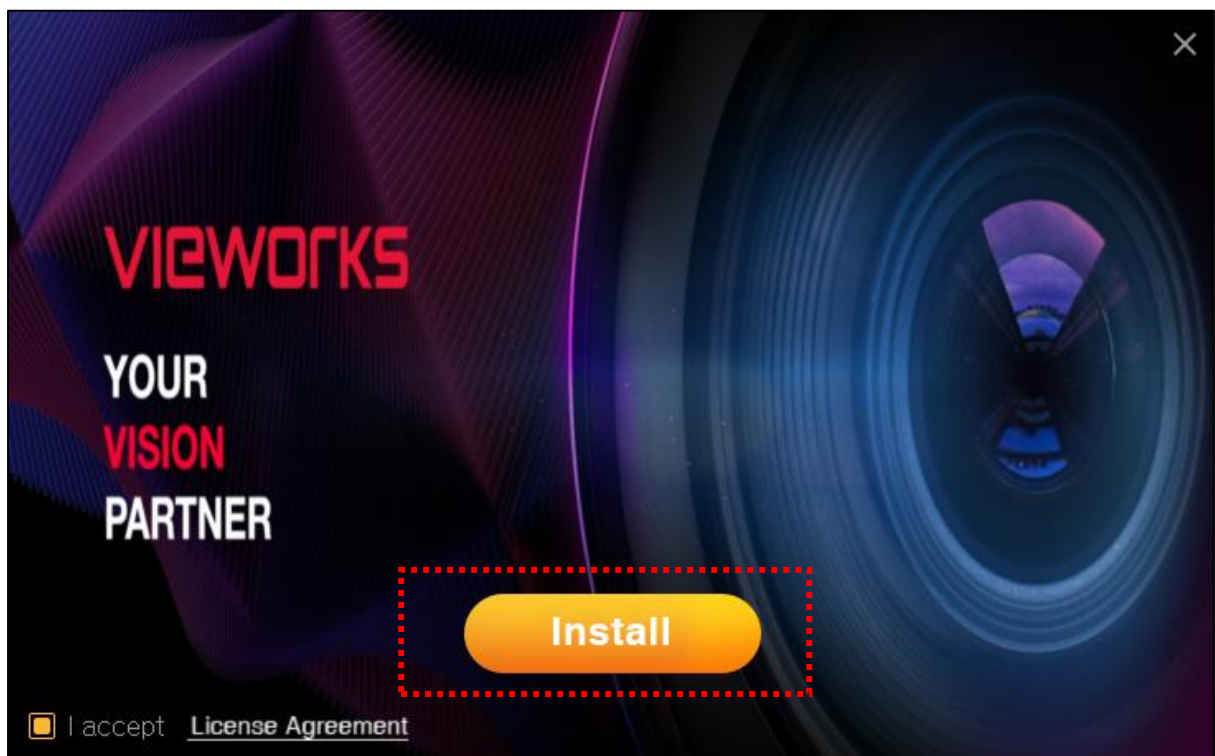 VIEWORKS
YOUR
VISION
PARTNER
Install
I accept License Agreement